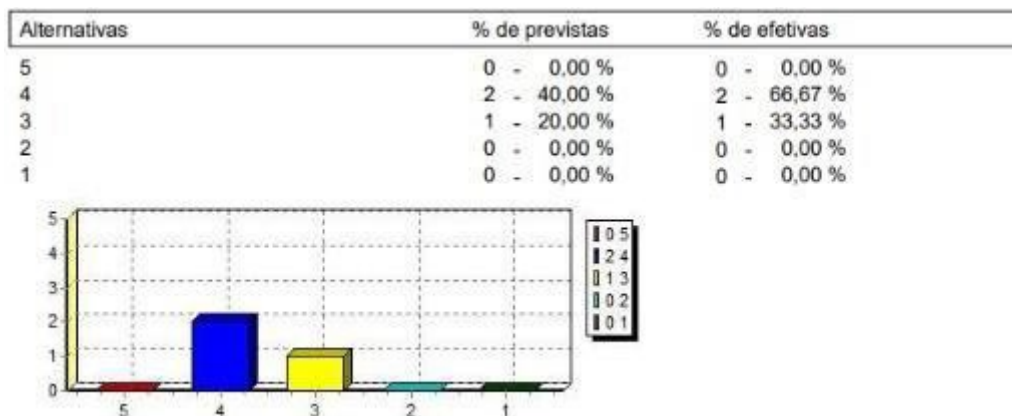 Alternativas % de previstas % de efetivas
5 0 - 0,00 % 0 - 0,00 %
4 2 - 40,00 % 2 - 66,67 %
3 1 - 20,00 % 1 - 33,33 %
2 0 - 0,00 % 0 - 0,00 %
1 0 - 0,00 % 0 - 0,00 %
5
4
3
2
1
0
5 4 3 2 1
0 5
2 4
1 3
0 2
0 1